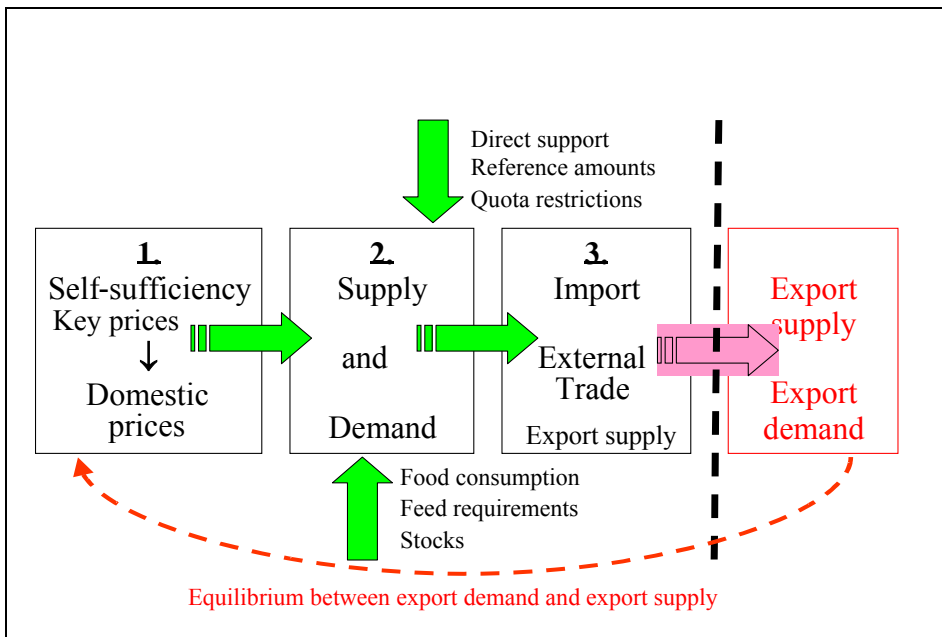 Direct support
Reference amounts
Quota restrictions
1.
Self-sufficiency
Key prices
Domestic
prices
2.
Supply
and
Demand
3.
Import
External
Trade
Export supply
Export
supply
Export
demand
Food consumption
Feed requirements
Stocks
Equilibrium between export demand and export supply